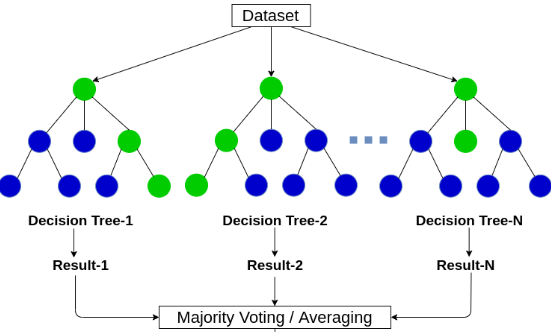 Dataset
Decision Tree-1
Decision Tree-2
Decision Tree-N
Result-1
Result-2
Result-N
Majority Voting / Averaging